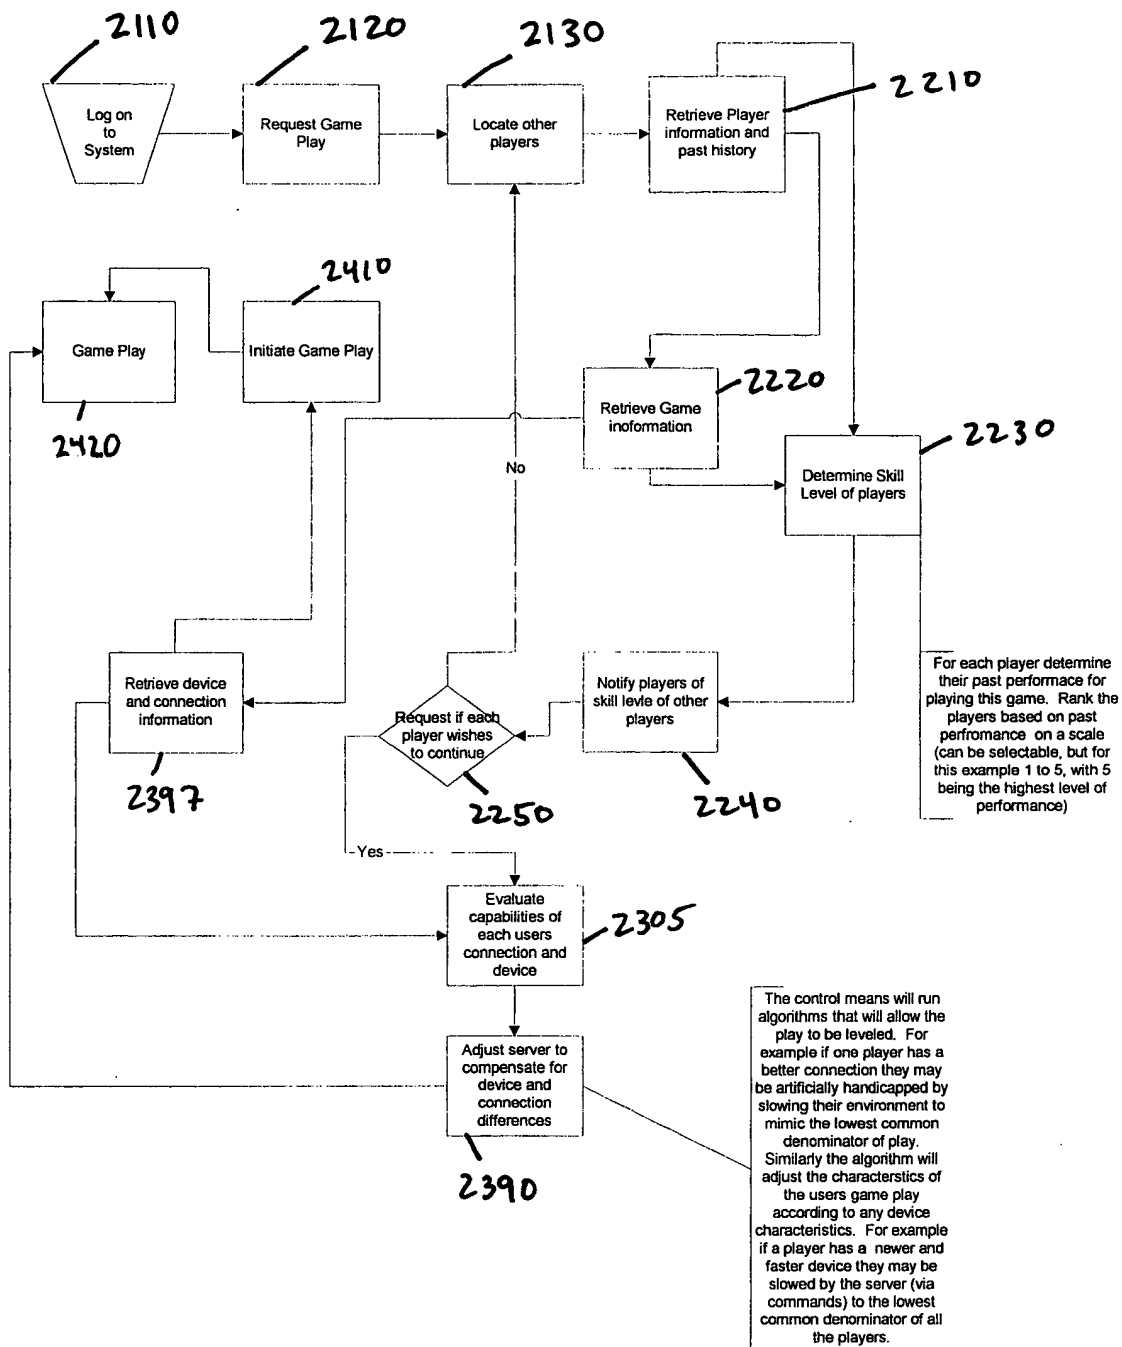 2110
2120
2130
2210
Log on
to
System
Request Game
Play
Locate other
players
Retrieve Player
information and
past history
2410
Game Play
Initiate Game Play
2420
2220
Retrieve Game
inoformation
2230
No
Determine Skill
Level of players
Retrieve device
and connection
information
2397
Request if each
player wishes
to continue
2250
Notify players of
skill levle of other
players
2240
For each player determine
their past performace for
playing this game. Rank the
players based on past
perfromance on a scale
(can be selectable, but for
this example 1 to 5, with 5
being the highest level of
performance)
Yes
Evaluate
capabilities of
each users
connection and
device
2305
Adjust server to
compensate for
device and
connection
differences
2390
The control means will run
algorithms that will allow the
play to be leveled. For
example if one player has a
better connection they may
be artificially handicapped by
slowing their environment to
mimic the lowest common
denominator of play.
Similarly the algorithm will
adjust the characterstics of
the users game play
according to any device
characteristics. For example
if a player has a newer and
faster device they may be
slowed by the server (via
commands) to the lowest
common denominator of all
the players.